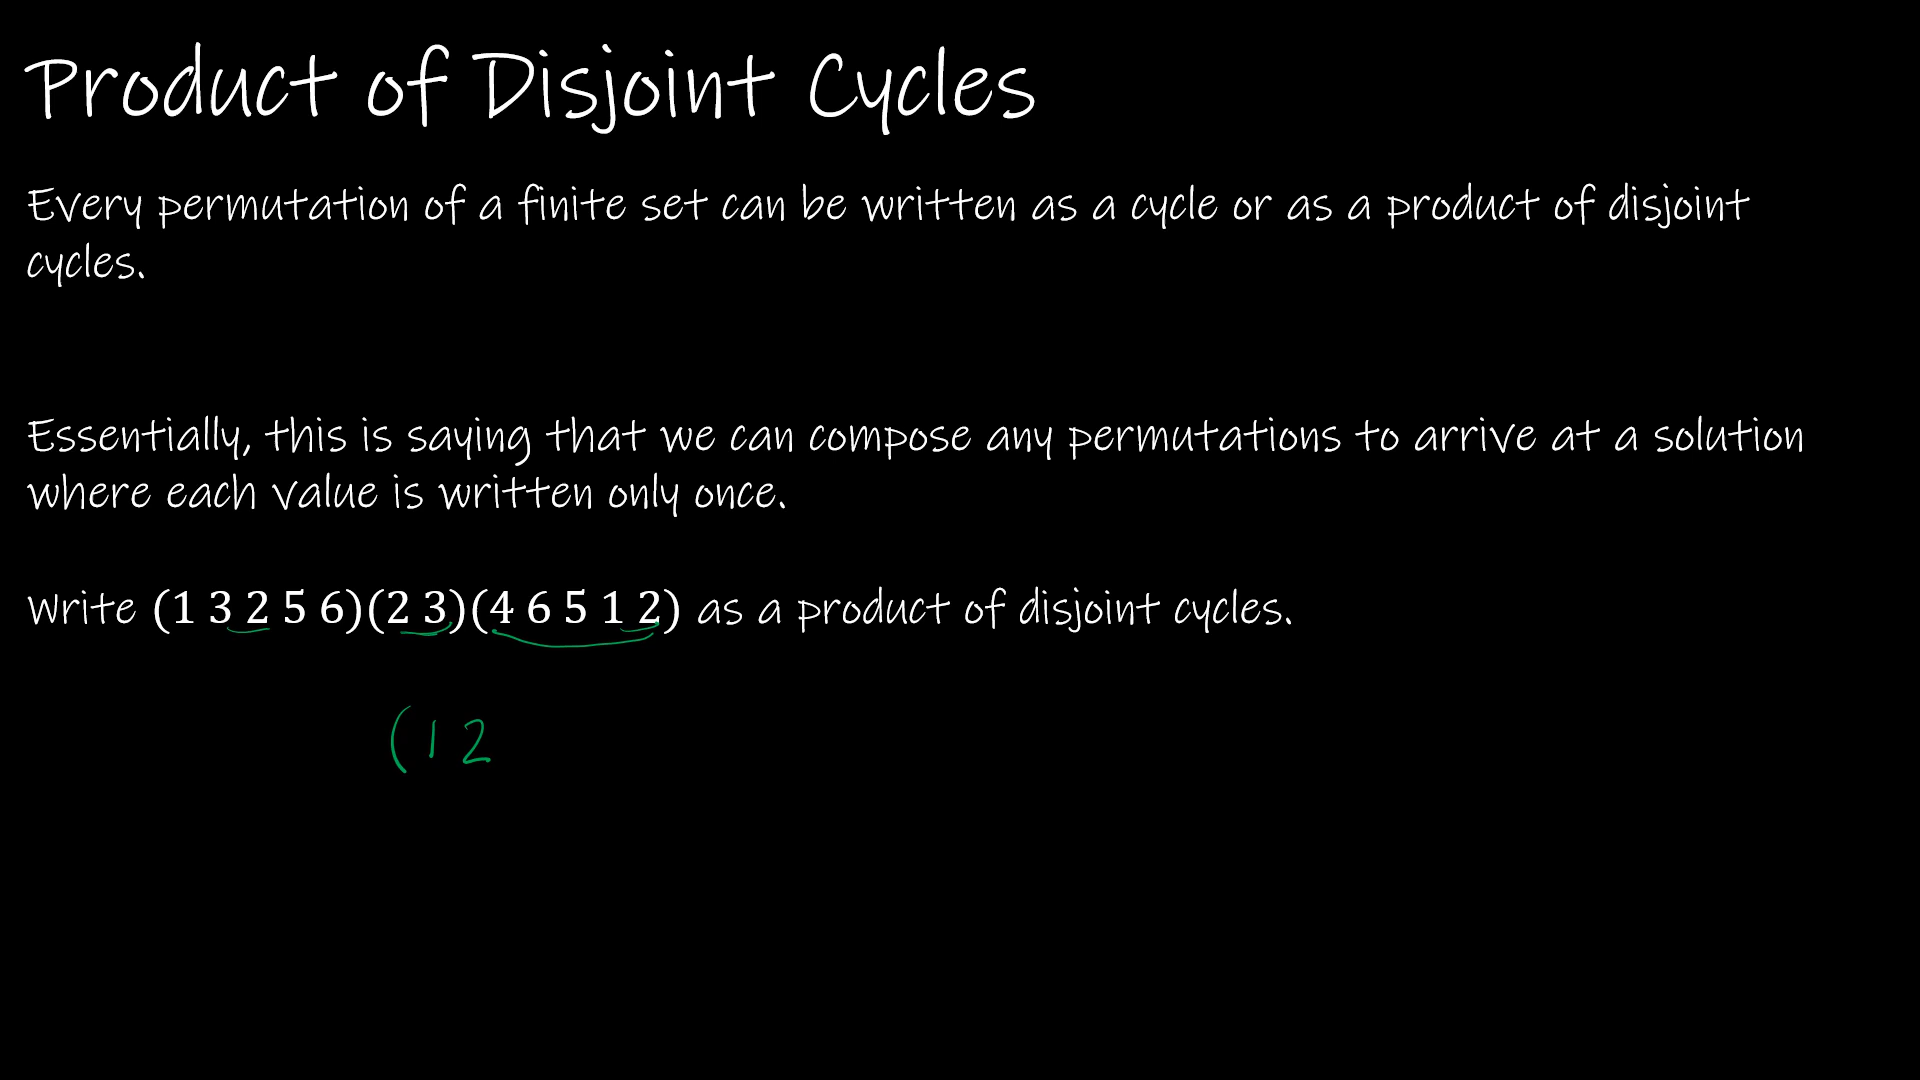 Product of Disjoint Cycles
Every permutation of a finite set can be written as a cycle or as a product of disjoint
cycles.
Essentially, this is saying that we can compose any permutations to arrive at a solution
where each value is written only once.
Write (1 3 2 5 6)(2 3)(4 6 5 1 2) as a product of disjoint cycles.
(1 2